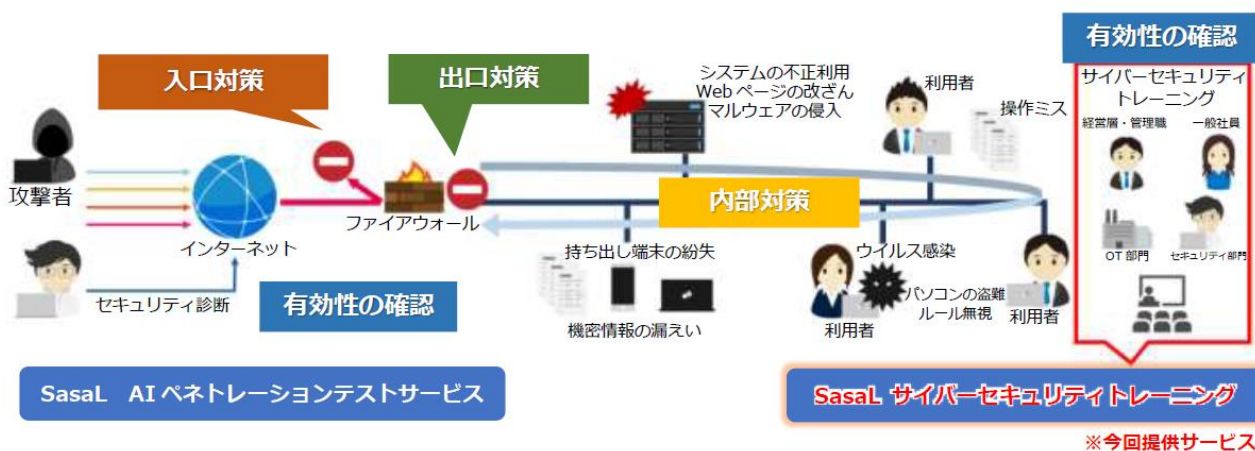 有効性の確認
入口対策
出口対策
システムの不正利用
Web ページの改ざん
マルウェアの侵入
利用者
操作ミス
サイバーセキュリティ
トレーニング
経営層・管理職
一般社員
攻撃者
インターネット
ファイアウォール
内部対策
OT 部門
セキュリティ部門
セキュリティ診断
有効性の確認
持ち出し端末の紛失
機密情報の漏えい
ウイルス感染
利用者
パソコンの盗難
ルール無視
利用者
SasaL AI ペネトレーションテストサービス
SasaL サイバーセキュリティトレーニング
※今回提供サービス